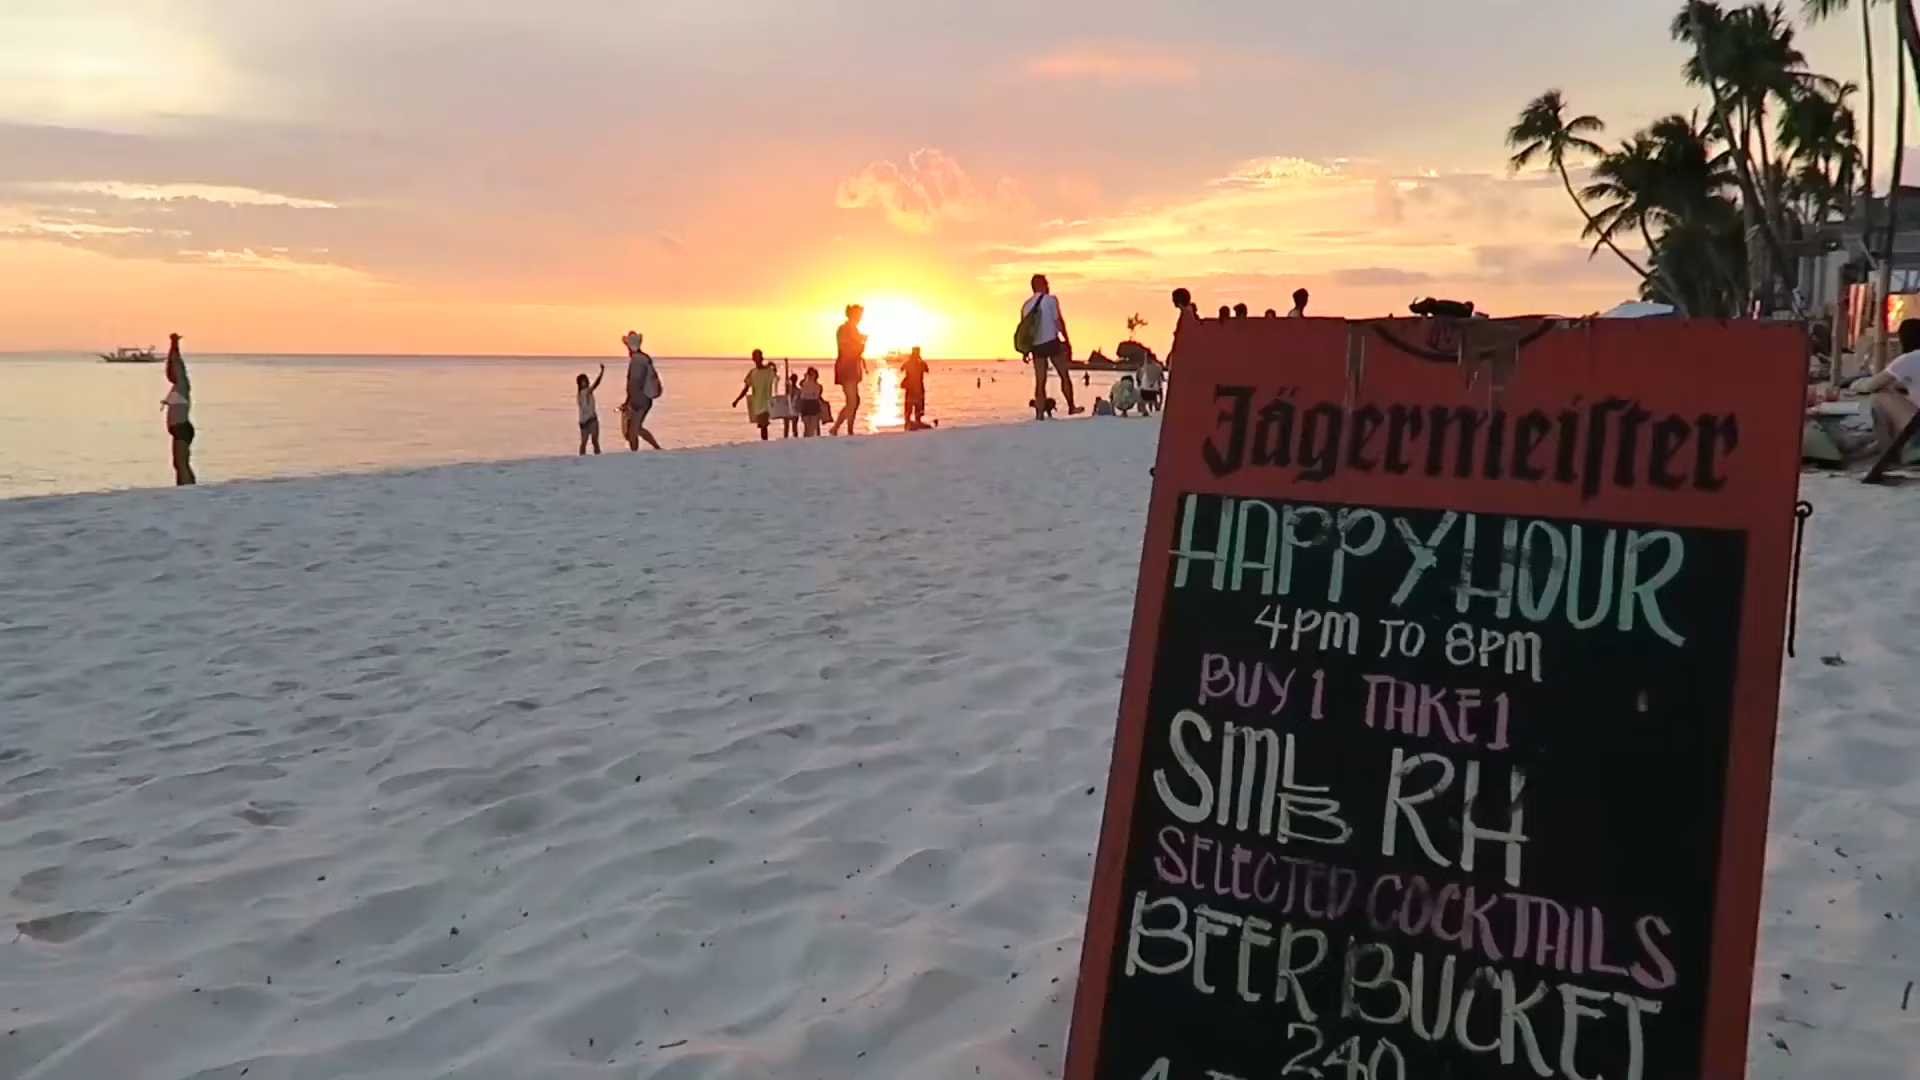 Jägermeiſter
HAPPY HOUR
4PM TO 8PM
BUY 1 TAKE 1
SMLB RH
SELECTED COCKTAILS
BEER BUCKET
240